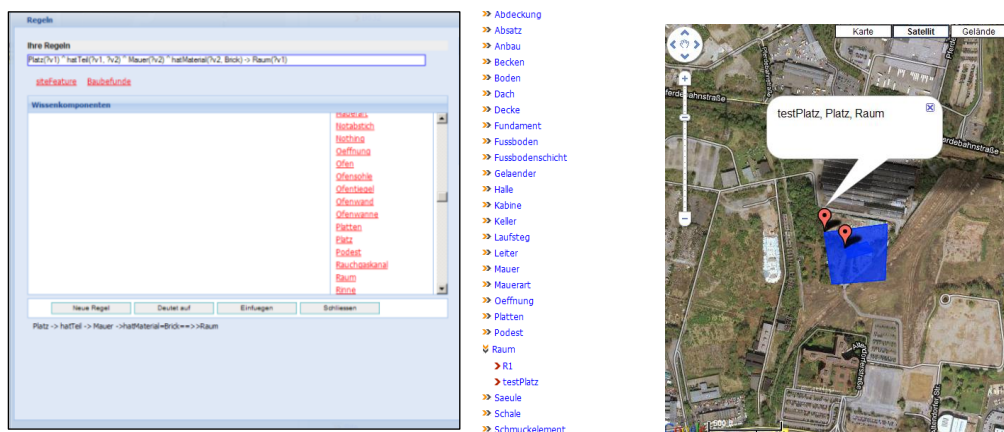 Regeln
Ihre Regeln
Platz(?v1) ^ hatTeil(?v1, ?v2) ^ Mauer(?v2) ^ hatMaterial(?v2, Brick) -> Raum(?v1)
siteFeature Baubefunde
Wissenkomponenten
Mauerart
Notabstich
Nothing
Oeffnung
Ofen
Ofensohle
Ofentiegel
Ofenwand
Ofenwanne
Platten
Platz
Podest
Rauchgaskanal
Raum
Rinne
Neue Regel Deutet auf Einfuegen Schliessen
Platz -> hatTeil -> Mauer ->hatMaterial=Brick==>>Raum
Abdeckung
Absatz
Anbau
Becken
Boden
Dach
Decke
Fundament
Fussboden
Fussbodenschicht
Gelaender
Halle
Kabine
Keller
Laufsteg
Leiter
Mauer
Mauerart
Oeffnung
Platten
Podest
Raum
R1
testPlatz
Saeule
Schale
Schmuckelement
Karte Satellit Gelände
testPlatz, Platz, Raum